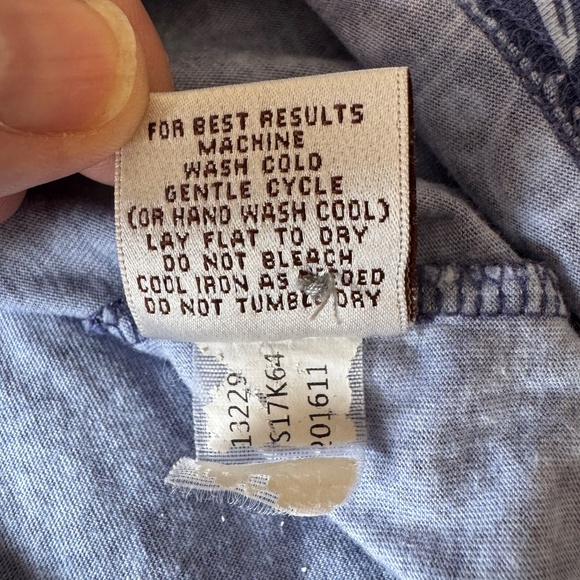 FOR BEST RESULTS
MACHINE
WASH COLD
GENTLE CYCLE
(OR HAND WASH COOL)
LAY FLAT TO DRY
DO NOT BLEACH
COOL IRON AS NEEDED
DO NOT TUMBLE DRY
13229
S17K64
201611